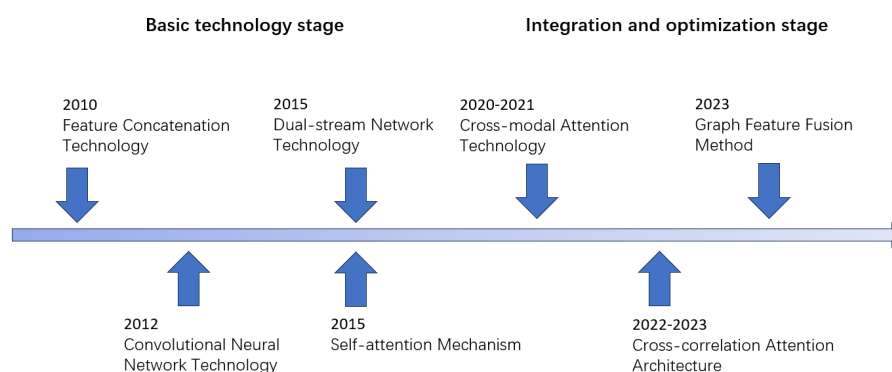 Basic technology stage
Integration and optimization stage
2010
Feature Concatenation
Technology
2015
Dual-stream Network
Technology
2020-2021
Cross-modal Attention
Technology
2023
Graph Feature Fusion
Method
2012
Convolutional Neural
Network Technology
2015
Self-attention Mechanism
2022-2023
Cross-correlation Attention
Architecture